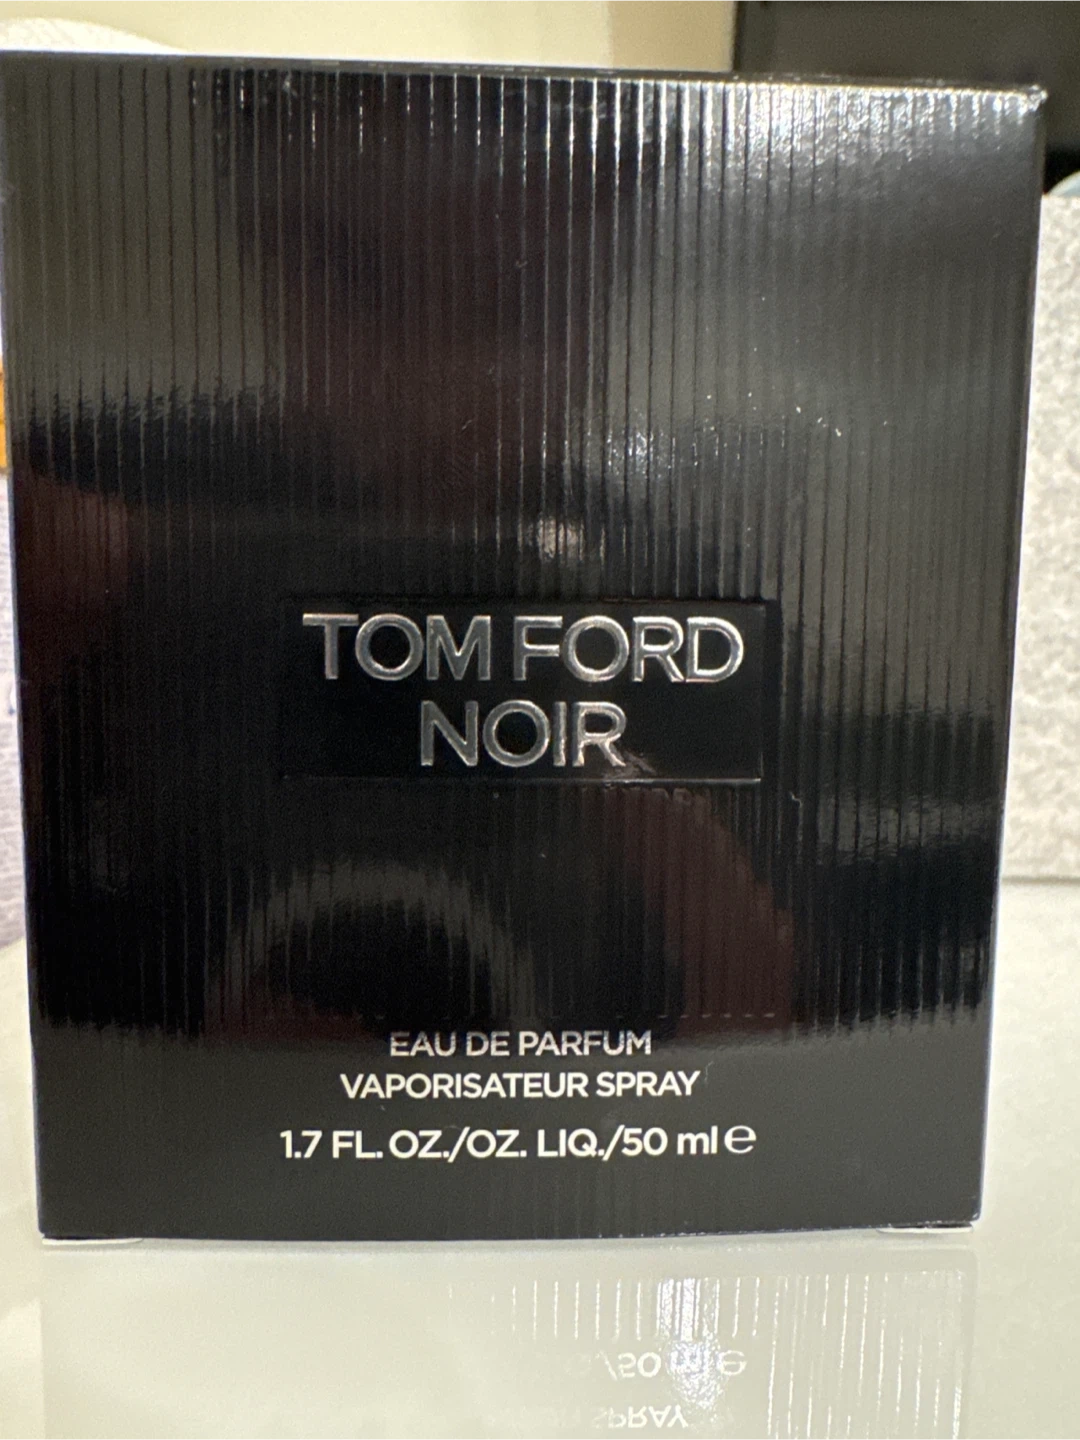 TOM FORD
NOIR
EAU DE PARFUM
VAPORISATEUR SPRAY
1.7 FL. OZ./OZ. LIQ./50 ml ℮